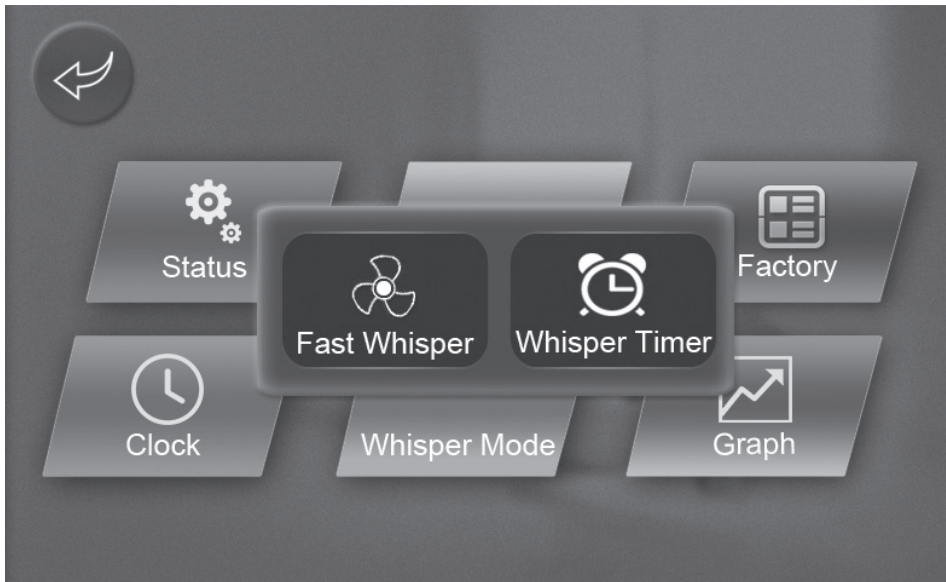 Status
Factory
Fast Whisper
Whisper Timer
Clock
Whisper Mode
Graph